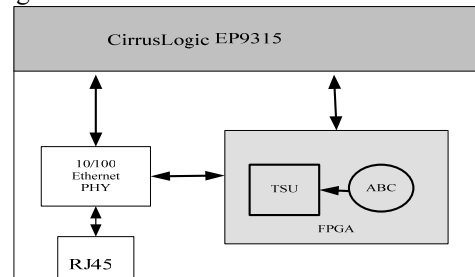 CirrusLogic EP9315
10/100
Ethernet
PHY
TSU
ABC
FPGA
RJ45